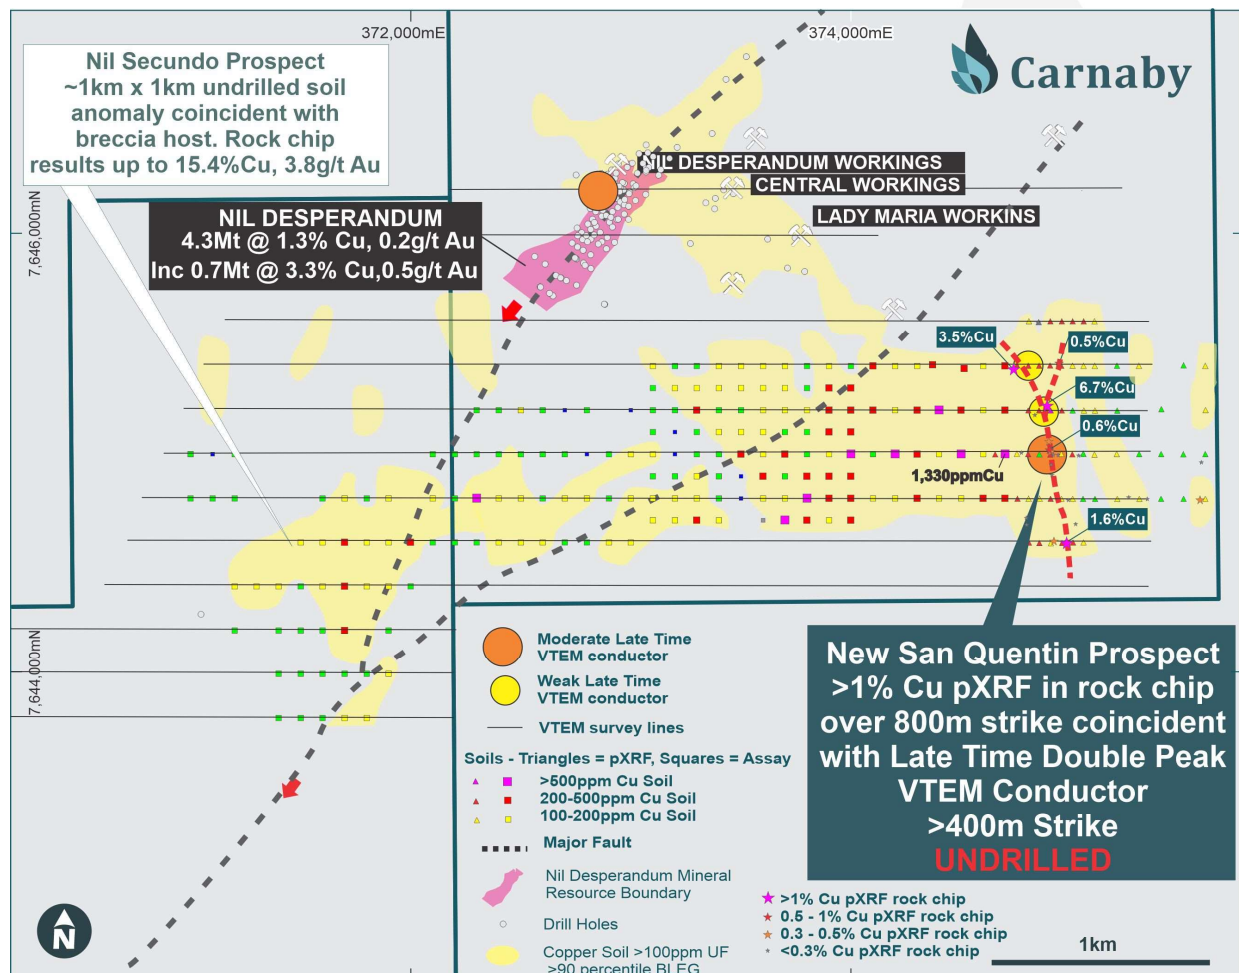 372,000mE
374,000mE
Carnaby
Nil Secundo Prospect
~1km x 1km undrilled soil
anomaly coincident with
breccia host. Rock chip
results up to 15.4%Cu, 3.8g/t Au
NIL DESPERANDUM WORKINGS
CENTRAL WORKINGS
LADY MARIA WORKINS
7,646,000mN
NIL DESPERANDUM
4.3Mt @ 1.3% Cu, 0.2g/t Au
Inc 0.7Mt @ 3.3% Cu,0.5g/t Au
3.5%Cu
0.5%Cu
6.7%Cu
0.6%Cu
1,330ppmCu
1.6%Cu
7,644,000mN
Moderate Late Time
VTEM conductor
Weak Late Time
VTEM conductor
VTEM survey lines
Soils - Triangles = pXRF, Squares = Assay
>500ppm Cu Soil
200-500ppm Cu Soil
100-200ppm Cu Soil
Major Fault
Nil Desperandum Mineral
Resource Boundary
Drill Holes
Copper Soil >100ppm UF
>90 percentile BLEG
New San Quentin Prospect
>1% Cu pXRF in rock chip
over 800m strike coincident
with Late Time Double Peak
VTEM Conductor
>400m Strike
UNDRILLED
>1% Cu pXRF rock chip
0.5 - 1% Cu pXRF rock chip
0.3 - 0.5% Cu pXRF rock chip
<0.3% Cu pXRF rock chip
1km
N